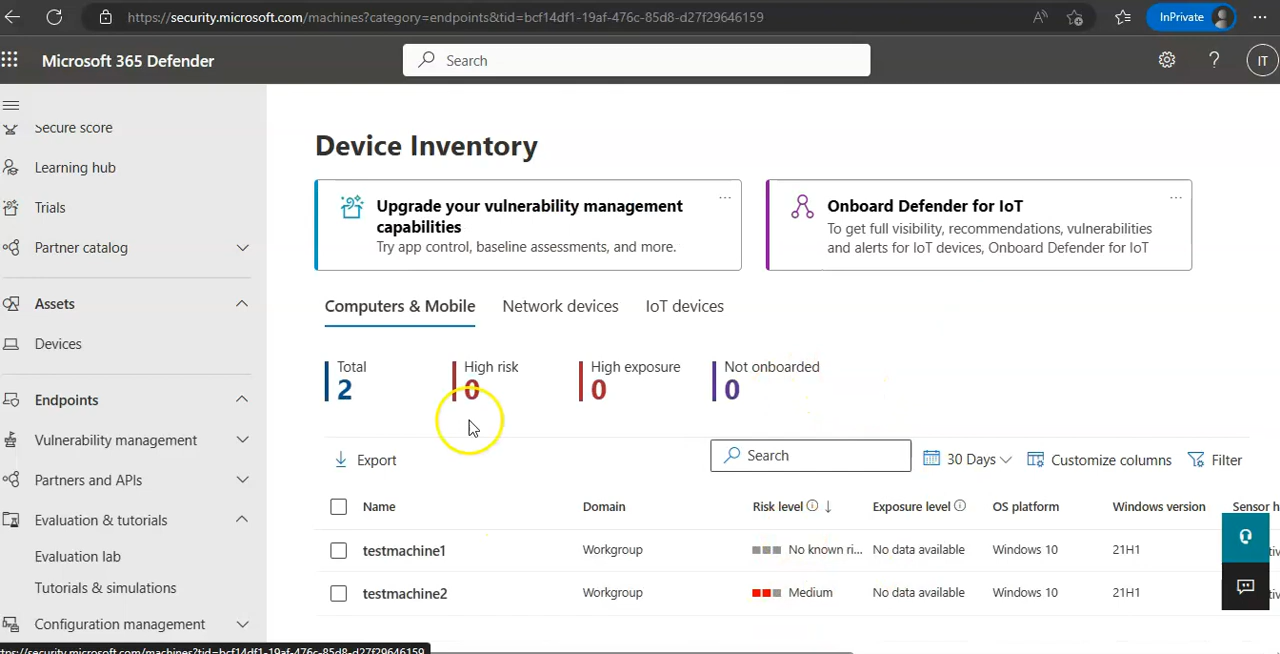 https://security.microsoft.com/machines?category=endpoints&tid=bcf14df1-19af-476c-85d8-d27f29646159
InPrivate
Microsoft 365 Defender
Search
IT
Secure score
Learning hub
Trials
Partner catalog
Assets
Devices
Endpoints
Vulnerability management
Partners and APIs
Evaluation & tutorials
Evaluation lab
Tutorials & simulations
Configuration management
Device Inventory
Upgrade your vulnerability management
capabilities
Try app control, baseline assessments, and more.
Onboard Defender for IoT
To get full visibility, recommendations, vulnerabilities
and alerts for IoT devices, Onboard Defender for IoT
Computers & Mobile Network devices IoT devices
Total High risk High exposure Not onboarded
2 0 0 0
Export Search 30 Days Customize columns Filter
Name Domain Risk level Exposure level OS platform Windows version Sensor h
testmachine1 Workgroup No known ri... No data available Windows 10 21H1
testmachine2 Workgroup Medium No data available Windows 10 21H1